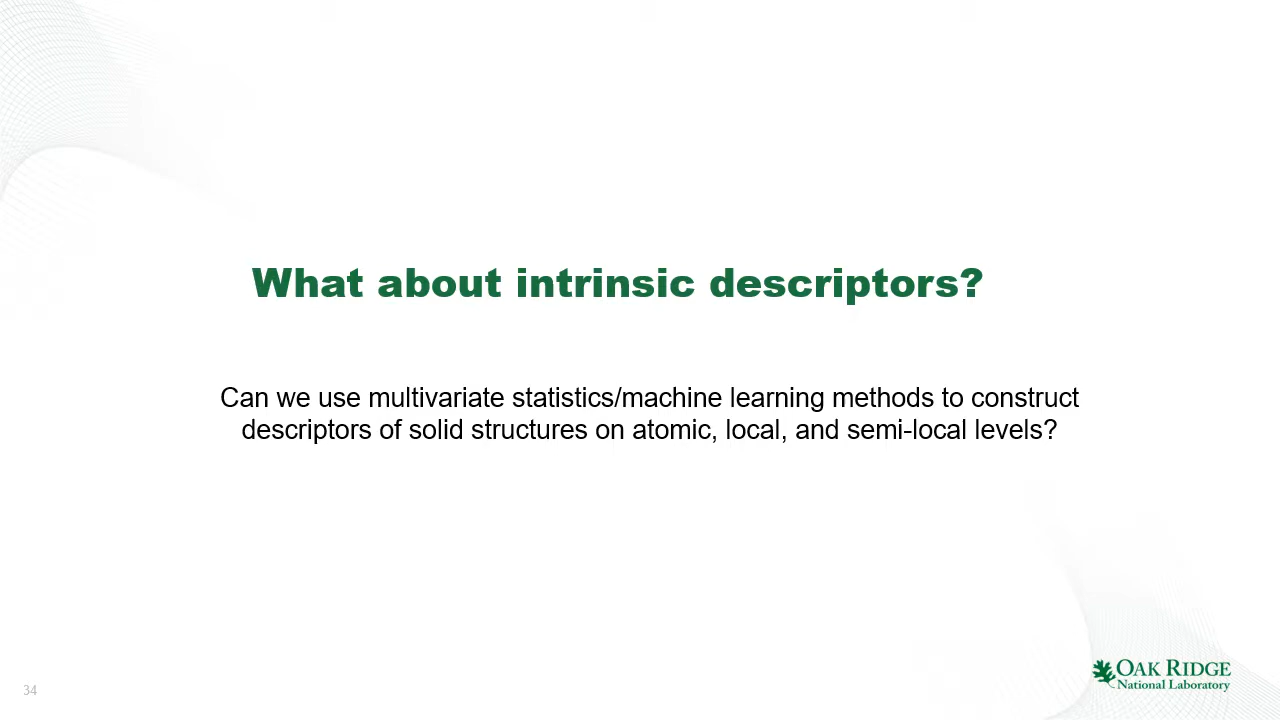 What about intrinsic descriptors?
Can we use multivariate statistics/machine learning methods to construct
descriptors of solid structures on atomic, local, and semi-local levels?
34
OAK RIDGE
National Laboratory